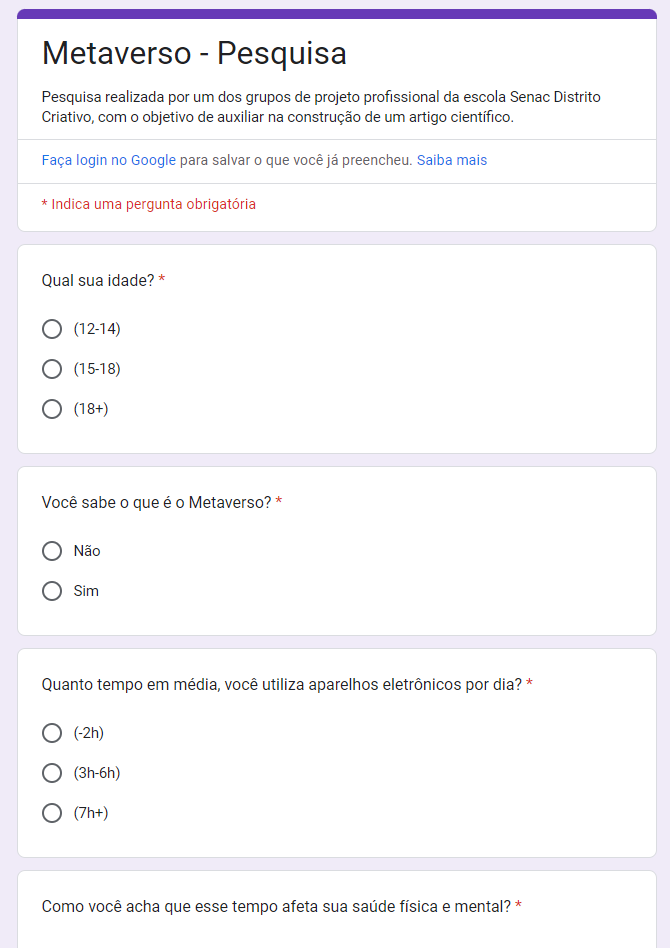 Metaverso - Pesquisa
Pesquisa realizada por um dos grupos de projeto profissional da escola Senac Distrito
Criativo, com o objetivo de auxiliar na construção de um artigo científico.
Faça login no Google para salvar o que você já preencheu. Saiba mais
* Indica uma pergunta obrigatória
Qual sua idade? *
(12-14)
(15-18)
(18+)
Você sabe o que é o Metaverso? *
Não
Sim
Quanto tempo em média, você utiliza aparelhos eletrônicos por dia? *
(-2h)
(3h-6h)
(7h+)
Como você acha que esse tempo afeta sua saúde física e mental? *